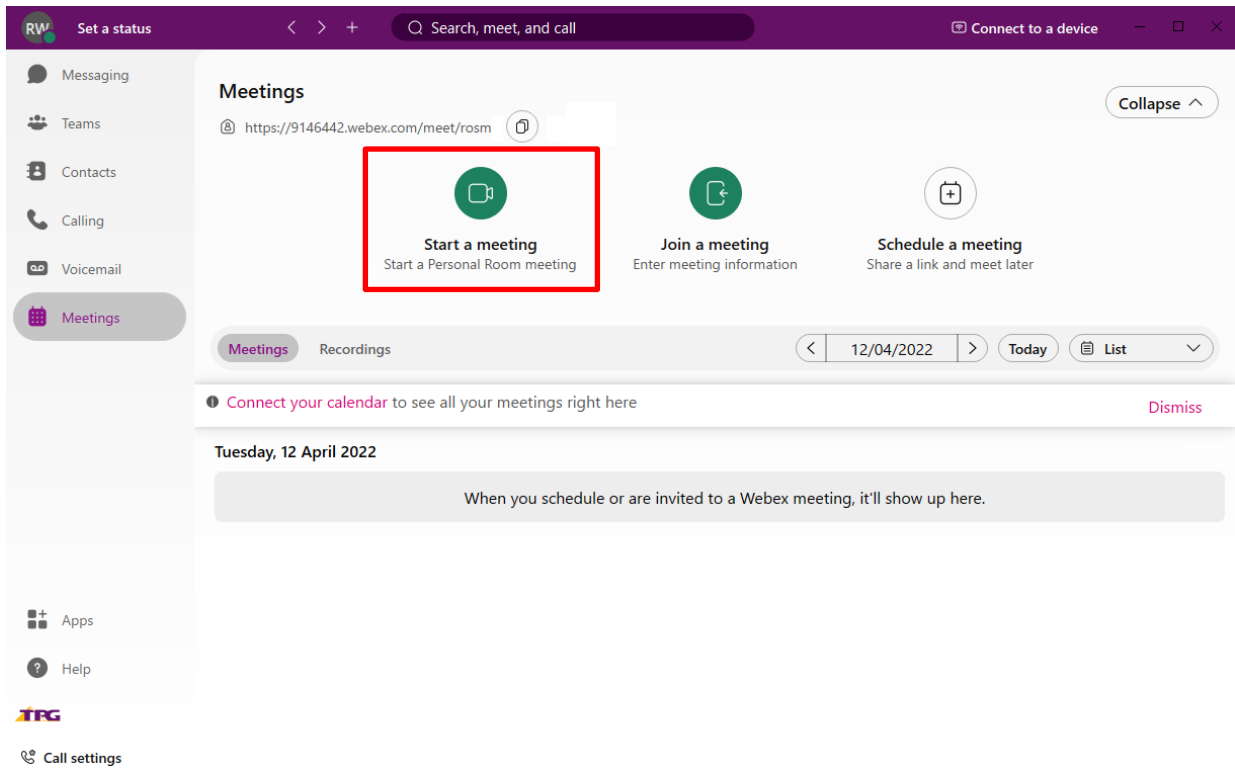 RW Set a status Search, meet, and call Connect to a device
Messaging
Teams
Contacts
Calling
Voicemail
Meetings
Meetings
Collapse
https://9146442.webex.com/meet/rosm
Start a meeting
Start a Personal Room meeting
Join a meeting
Enter meeting information
Schedule a meeting
Share a link and meet later
Meetings Recordings 12/04/2022 Today List
Connect your calendar to see all your meetings right here
Dismiss
Tuesday, 12 April 2022
When you schedule or are invited to a Webex meeting, it'll show up here.
Apps
Help
TPG
Call settings